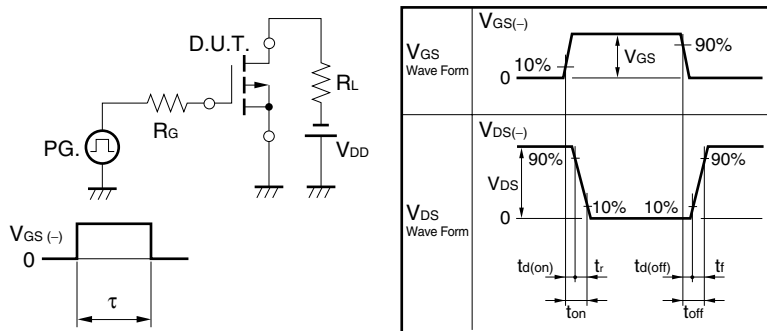 D.U.T.
RL
RG
PG.
VDD
VGS (−)
0
τ
VGS
Wave Form
VGS(−)
10%
VGS
90%
0
VDS
Wave Form
VDS(−)
90%
90%
VDS
10%
10%
0
td(on)
tr
td(off)
tf
ton
toff